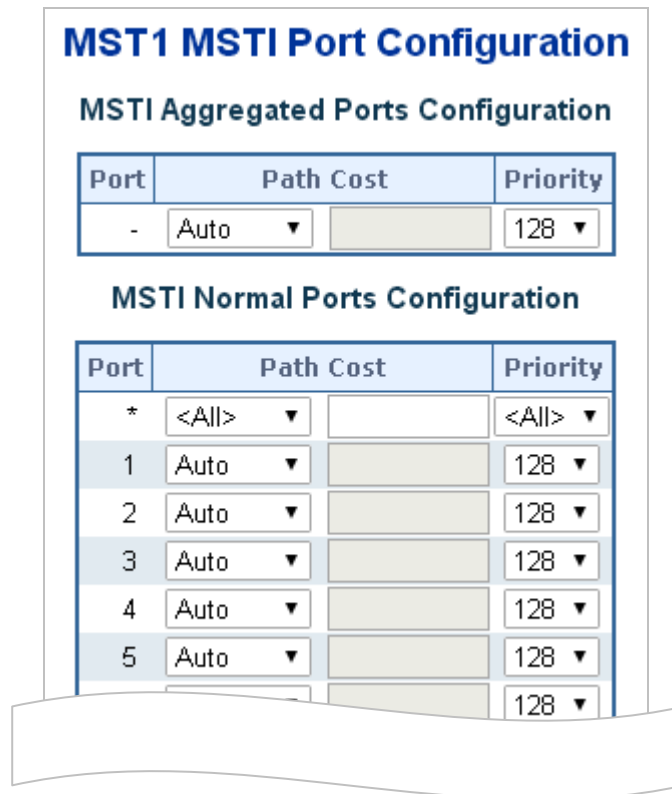 MST1 MSTI Port Configuration
MSTI Aggregated Ports Configuration
Port Path Cost Priority
- Auto 128
MSTI Normal Ports Configuration
Port Path Cost Priority
* <All> <All>
1 Auto 128
2 Auto 128
3 Auto 128
4 Auto 128
5 Auto 128
128